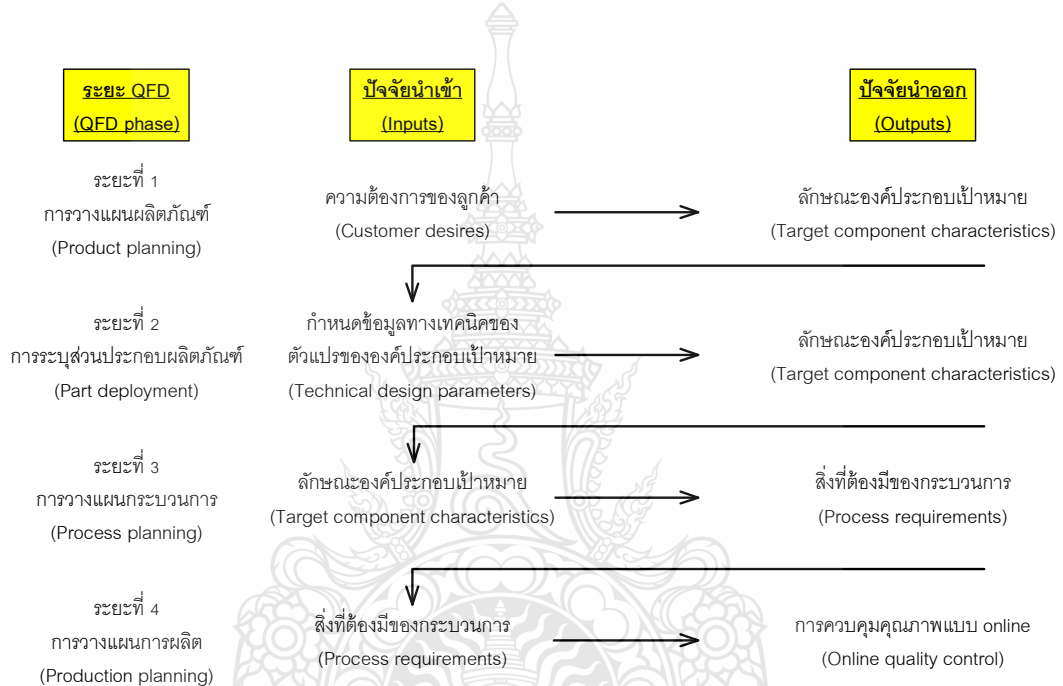 ระยะ QFD
(QFD phase)
ปัจจัยนำเข้า
(Inputs)
ปัจจัยนำออก
(Outputs)
ระยะที่ 1
การวางแผนผลิตภัณฑ์
(Product planning)
ความต้องการของลูกค้า
(Customer desires)
ลักษณะองค์ประกอบเป้าหมาย
(Target component characteristics)
ระยะที่ 2
การระบุส่วนประกอบผลิตภัณฑ์
(Part deployment)
กำหนดข้อมูลทางเทคนิคของ
ตัวแปรขององค์ประกอบเป้าหมาย
(Technical design parameters)
ลักษณะองค์ประกอบเป้าหมาย
(Target component characteristics)
ระยะที่ 3
การวางแผนกระบวนการ
(Process planning)
ลักษณะองค์ประกอบเป้าหมาย
(Target component characteristics)
สิ่งที่ต้องมีของกระบวนการ
(Process requirements)
ระยะที่ 4
การวางแผนการผลิต
(Production planning)
สิ่งที่ต้องมีของกระบวนการ
(Process requirements)
การควบคุมคุณภาพแบบ online
(Online quality control)